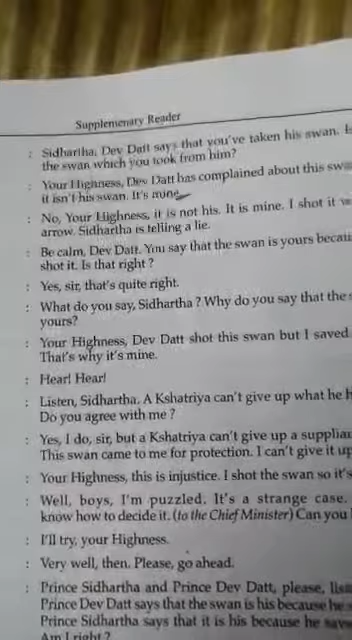 Supplementary Reader
: Sidhartha, Dev Datt says that you've taken his swan.
the swan which you took from him?
: Your Highness, Dev Datt has complained about this
it isn't his swan. It's mine.
: No, Your Highness, it is not his. It is mine. I shot it
arrow. Sidhartha is telling a lie.
: Be calm, Dev Datt. You say that the swan is yours
shot it. Is that right ?
: Yes, sir, that's quite right.
: What do you say, Sidhartha ? Why do you say that the
yours?
: Your Highness, Dev Datt shot this swan but I saved
That's why it's mine.
: Hear! Hear!
: Listen, Sidhartha. A Kshatriya can't give up what he
Do you agree with me ?
: Yes, I do, sir, but a Kshatriya can't give up a
This swan came to me for protection. I can't give it up
: Your Highness, this is injustice. I shot the swan so it's
: Well, boys, I'm puzzled. It's a strange case.
know how to decide it. (to the Chief Minister) Can you
: I'll try, your Highness.
: Very well, then. Please, go ahead.
: Prince Sidhartha and Prince Dev Datt, please,
Prince Dev Datt says that the swan is his because he
Prince Sidhartha says that it is his because he
Am I right ?